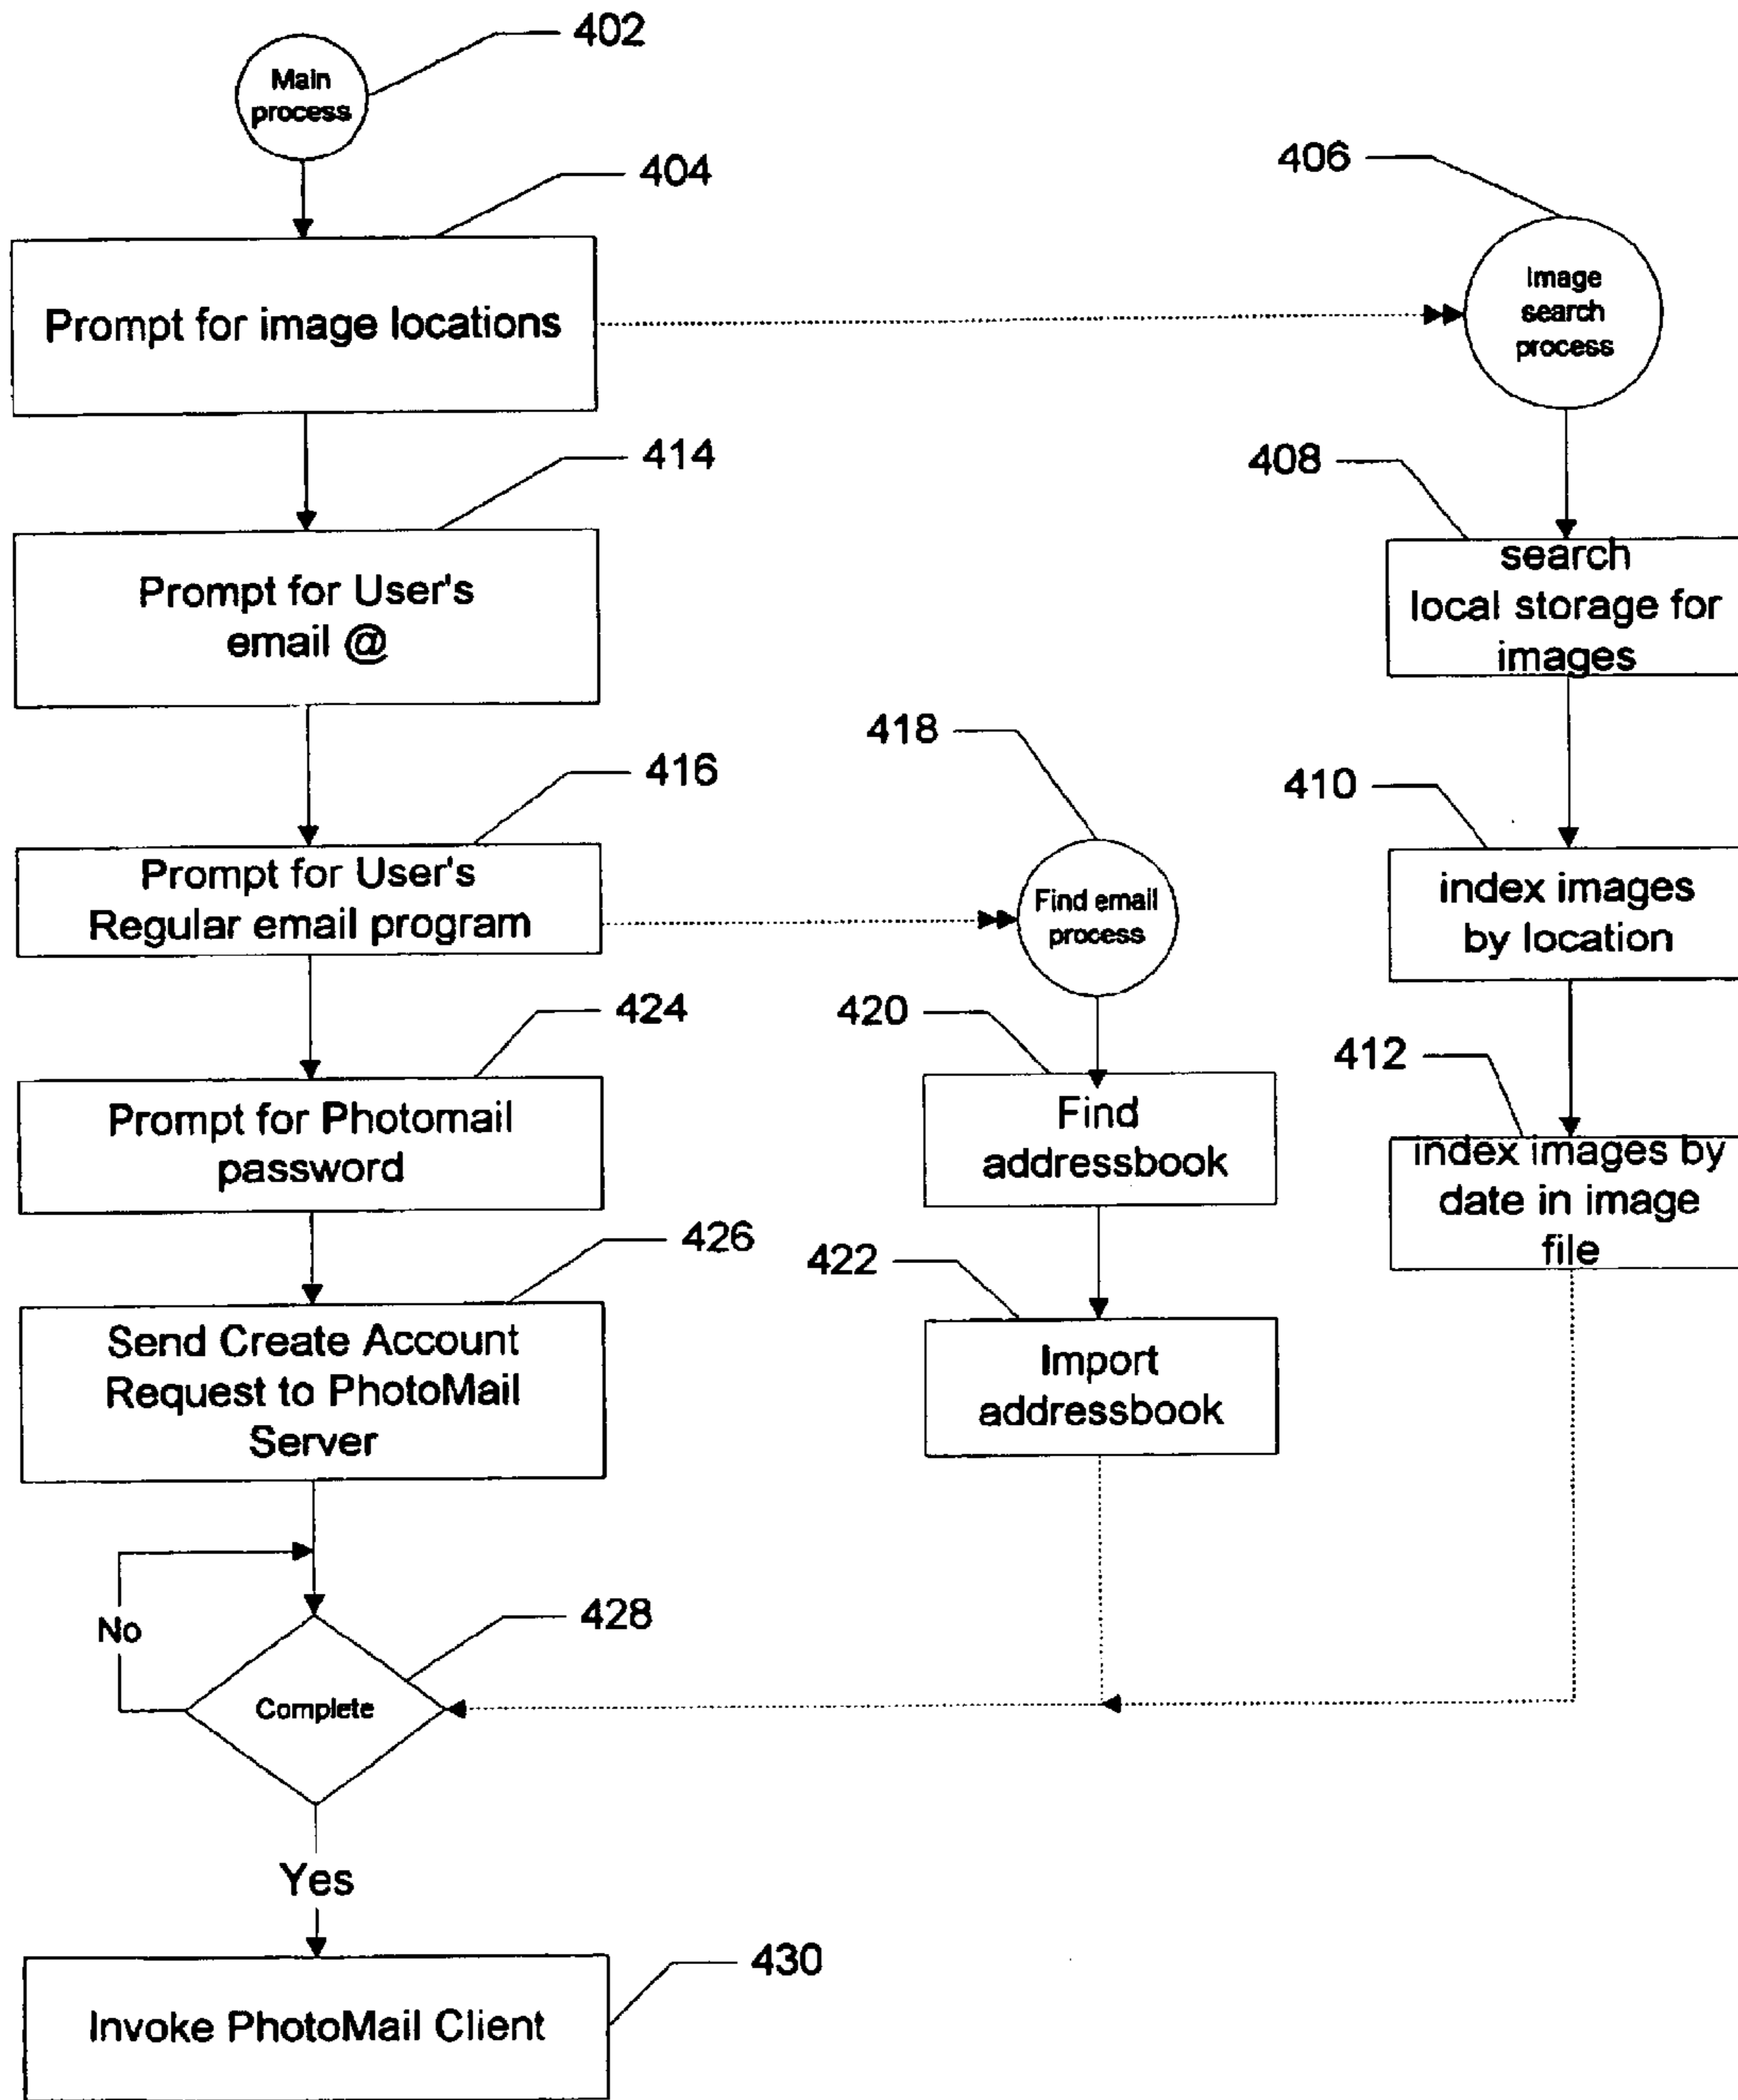 402
Main
process
404
406
Prompt for image locations
Image
search
process
414
408
Prompt for User's
email @
search
local storage for
images
416
418
410
Prompt for User's
Regular email program
Find email
process
index images
by location
424
420
412
Prompt for Photomail
password
Find
addressbook
index images by
date in image
file
426
422
Send Create Account
Request to PhotoMail
Server
Import
addressbook
No
428
Complete
Yes
430
Invoke PhotoMail Client